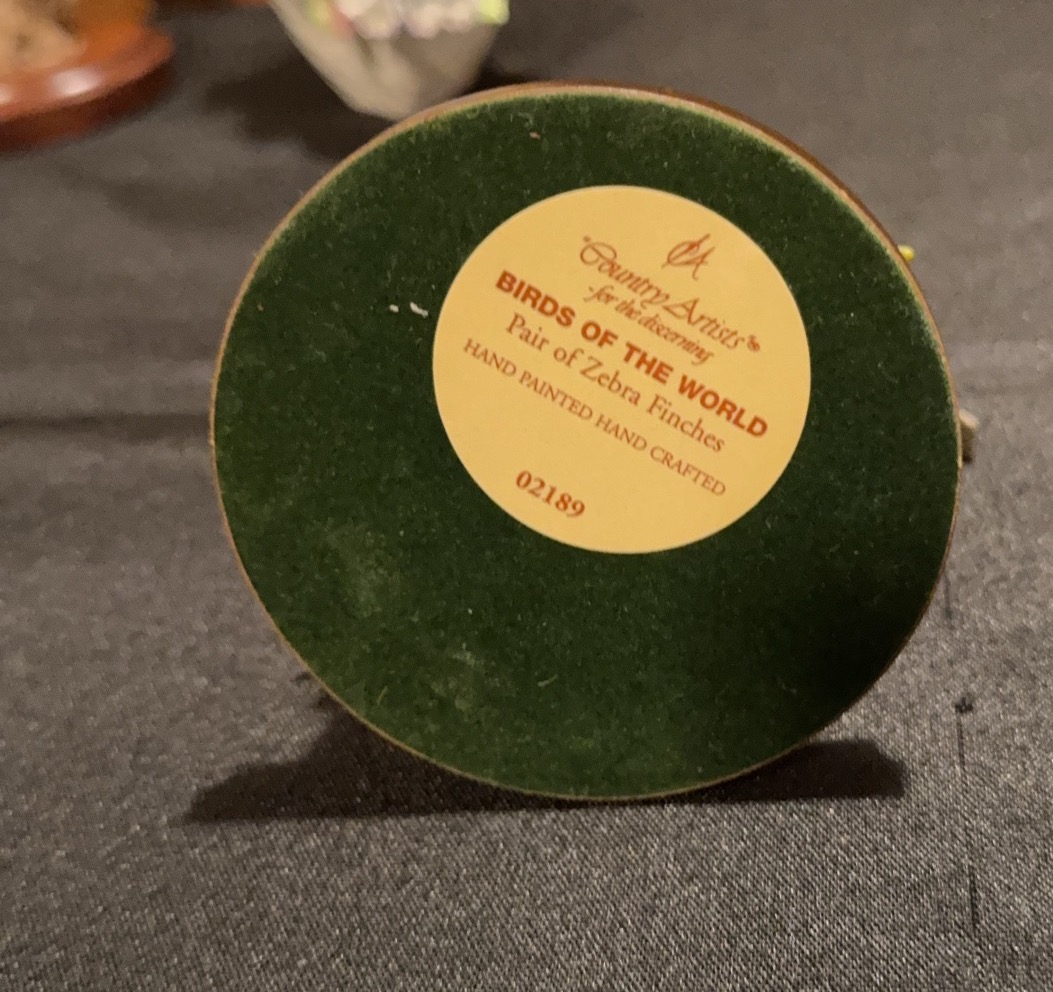 CA
"Country Artists"®
-for the discerning
BIRDS OF THE WORLD
Pair of Zebra Finches
HAND PAINTED HAND CRAFTED
02189